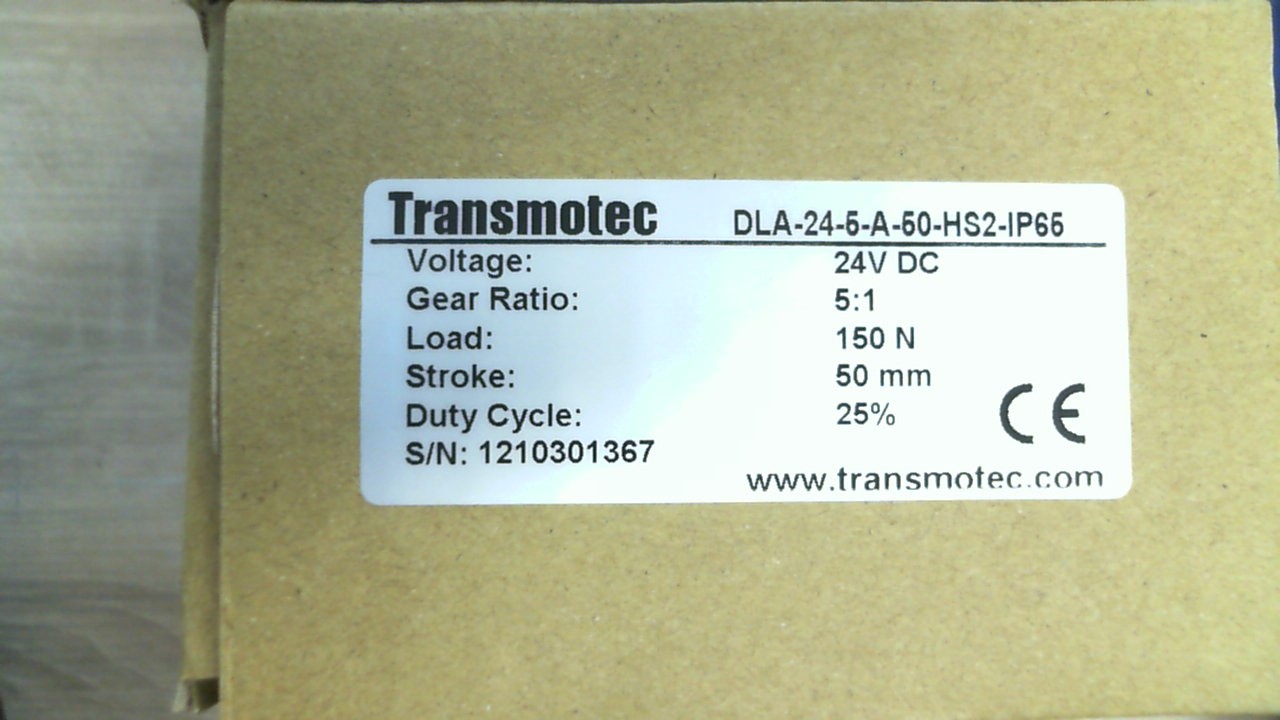 Transmotec DLA-24-5-A-50-HS2-IP65
Voltage: 24V DC
Gear Ratio: 5:1
Load: 150 N
Stroke: 50 mm
Duty Cycle: 25%
CE
S/N: 1210301367
www.transmotec.com